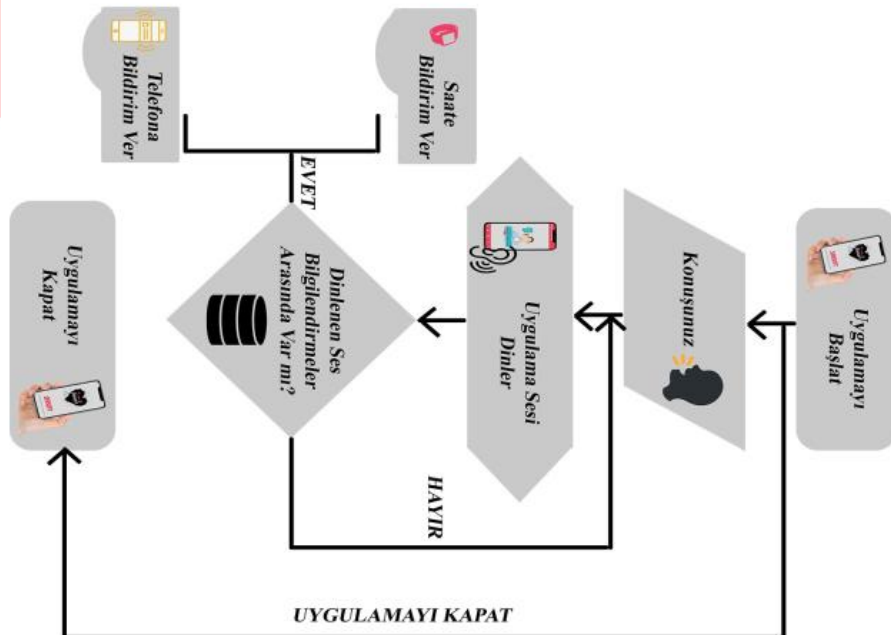 Uygulamayı
Başlat
Konuşunuz
Uygulama Sesi
Dinler
Dinlenen Ses
Bilgilendirmeler
Arasında Var mı?
EVET
Saate
Bildirim Ver
Telefona
Bildirim Ver
HAYIR
UYGULAMAYI KAPAT
Uygulamayı
Kapat